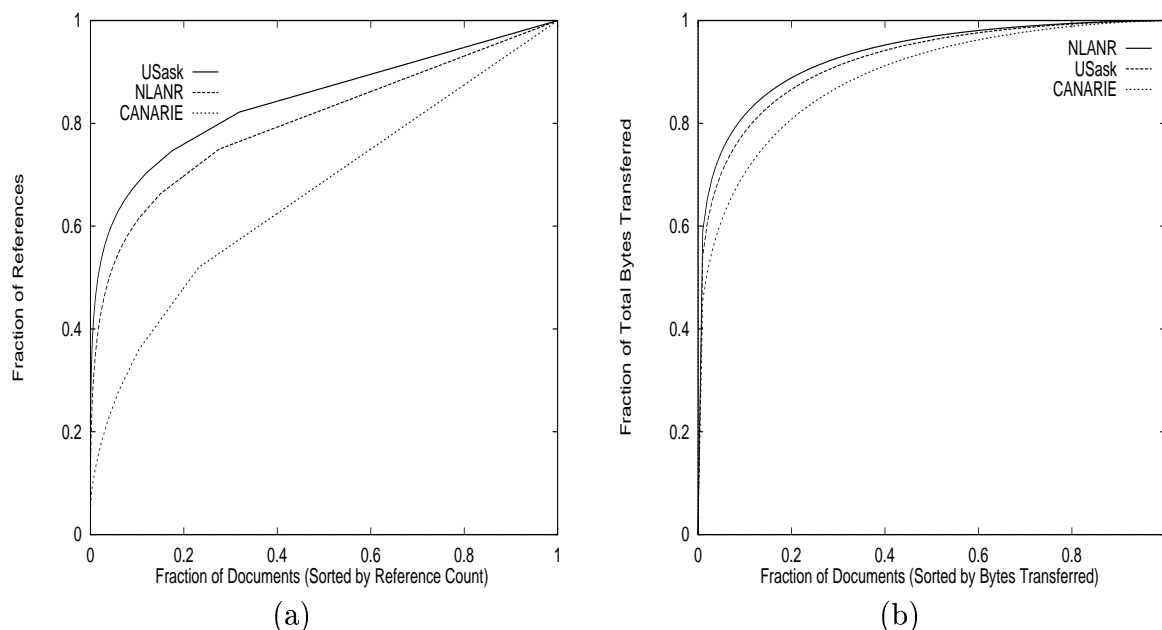 Fraction of References
1
0.8
0.6
0.4
0.2
0
USask
NLANR
CANARIE
0 0.2 0.4 0.6 0.8 1
Fraction of Documents (Sorted by Reference Count)
(a)
Fraction of Total Bytes Transferred
1
0.8
0.6
0.4
0.2
0
NLANR
USask
CANARIE
0 0.2 0.4 0.6 0.8
Fraction of Documents (Sorted by Bytes Transferred)
(b)